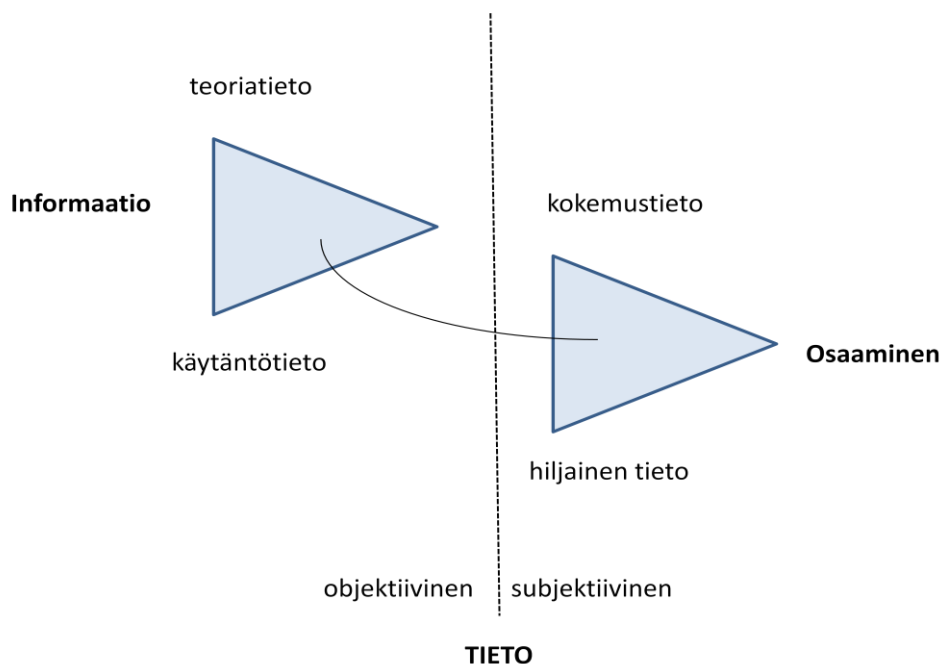 teoriatieto
Informaatio
kokemustieto
käytäntötieto
Osaaminen
hiljainen tieto
objektiivinen
subjektiivinen
TIETO